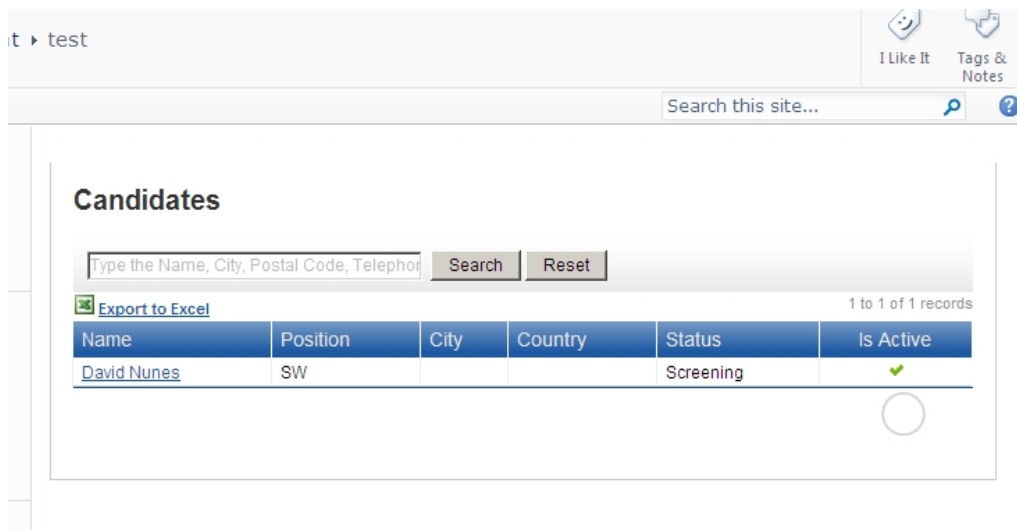 t ▸ test
I Like It
Tags &
Notes
Search this site...
Candidates
Type the Name, City, Postal Code, Telephor
Search
Reset
Export to Excel
1 to 1 of 1 records
Name Position City Country Status Is Active
David Nunes SW Screening